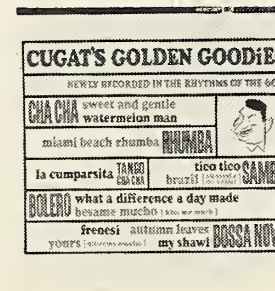 CUGAT'S GOLDEN GOODiE
NEWLY RECORDED IN THE RHYTHMS OF THE 60
CHA CHA sweet and gentle
watermelon man
miami beach rhumba RHUMBA
la cumparsita TANGO CHA CHA
tico tico
brazil SAMB
BOLERO what a difference a day made
besame mucho
frenesi autumn leaves
yours my shawl BOSSA NOV